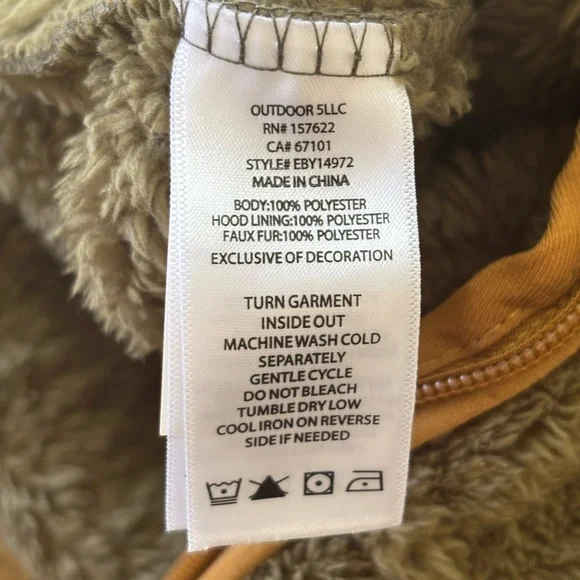 OUTDOOR 5LLC
RN# 157622
CA# 67101
STYLE# EBY14972
MADE IN CHINA
BODY:100% POLYESTER
HOOD LINING:100% POLYESTER
FAUX FUR:100% POLYESTER
EXCLUSIVE OF DECORATION
TURN GARMENT
INSIDE OUT
MACHINE WASH COLD
SEPARATELY
GENTLE CYCLE
DO NOT BLEACH
TUMBLE DRY LOW
COOL IRON ON REVERSE
SIDE IF NEEDED